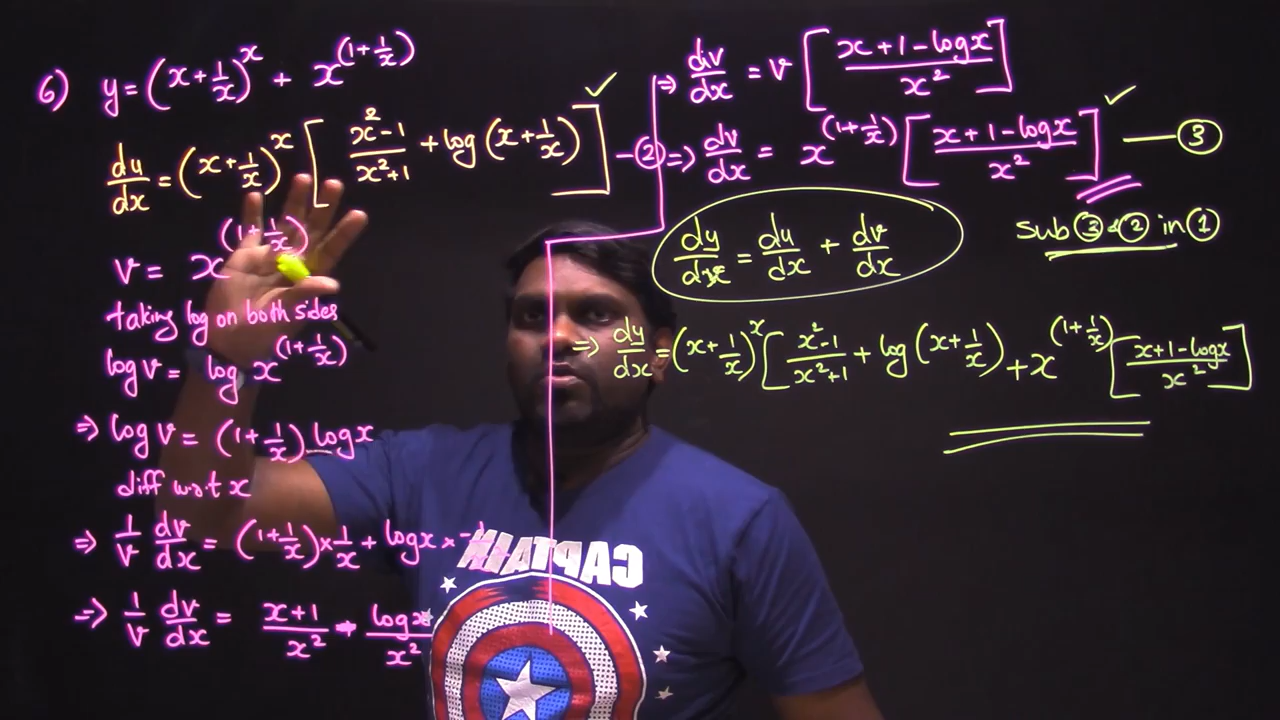 6) y = (x + 1/x)^x + x^(1 + 1/x)
du/dx = (x + 1/x)^x [ (x² - 1)/(x² + 1) + log (x + 1/x) ] - ②
v = x^(1 + 1/x)
taking log on both sides
log v = log x^(1 + 1/x)
⇒ log v = (1 + 1/x) log x
diff w.r.t x
⇒ 1/v dv/dx = (1 + 1/x) × 1/x + log x × -1
⇒ 1/v dv/dx = (x+1)/x² - log x/x²
⇒ dv/dx = v [ (x + 1 - log x)/x² ]
⇒ dv/dx = x^(1 + 1/x) [ (x + 1 - log x)/x² ] — ③
sub ③ & ② in ①
dy/dx = du/dx + dv/dx
⇒ dy/dx = (x + 1/x)^x [ (x² - 1)/(x² + 1) + log (x + 1/x) + x^(1 + 1/x) [ (x + 1 - log x)/x² ]
CAPTAIN